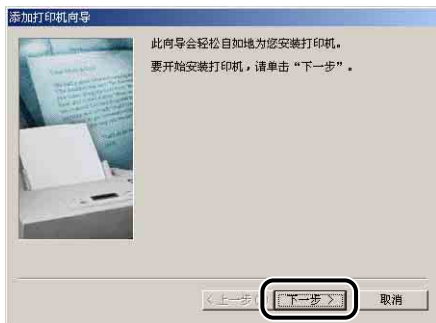 添加打印机向导
此向导会轻松自如地为您安装打印机。
要开始安装打印机，请单击“下一步”。
< 上一步
下一步 >
取消